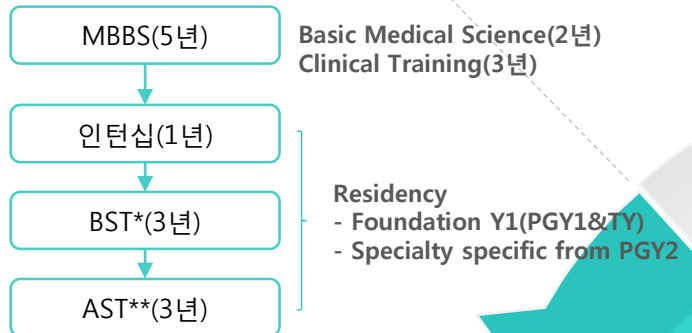 MBBS(5년)
Basic Medical Science(2년)
Clinical Training(3년)
인턴십(1년)
BST*(3년)
AST**(3년)
Residency
- Foundation Y1(PGY1&TY)
- Specialty specific from PGY2